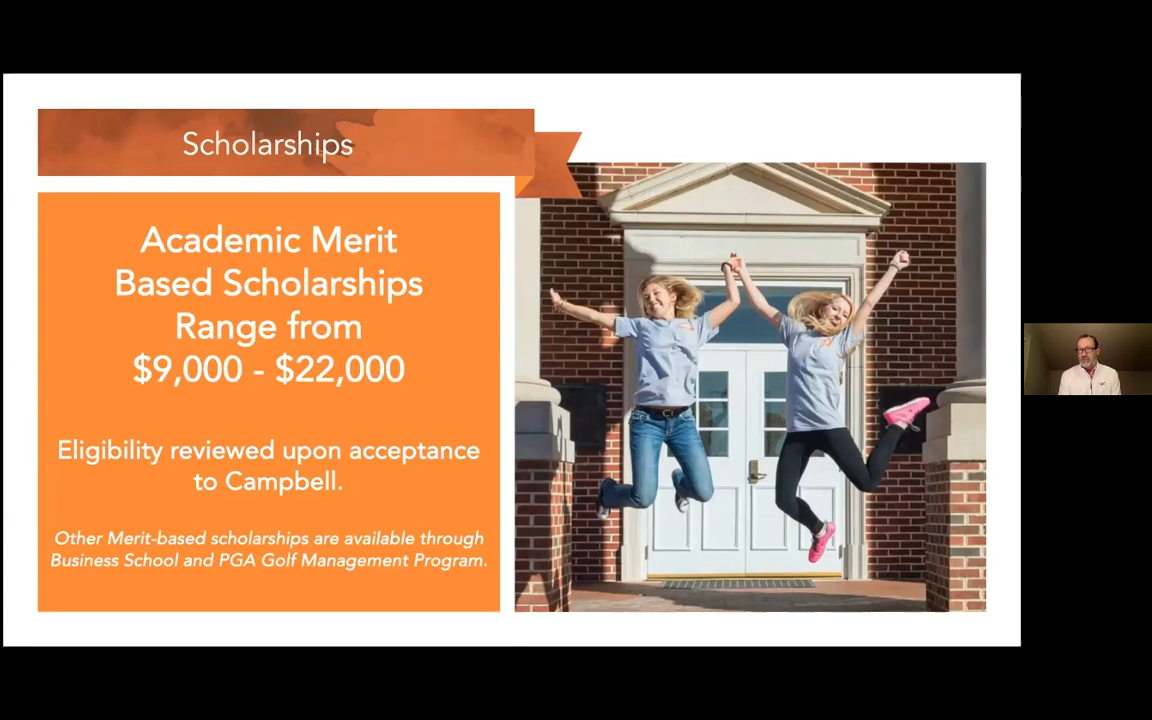 Scholarships
Academic Merit
Based Scholarships
Range from
$9,000 - $22,000
Eligibility reviewed upon acceptance
to Campbell.
Other Merit-based scholarships are available through
Business School and PGA Golf Management Program.